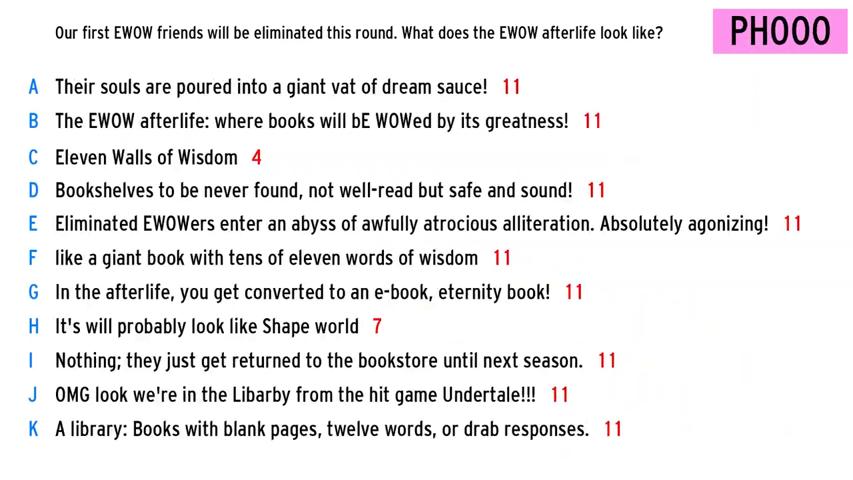 Our first EWOW friends will be eliminated this round. What does the EWOW afterlife look like?
PHOOO
A Their souls are poured into a giant vat of dream sauce! 11
B The EWOW afterlife: where books will bE WOWed by its greatness! 11
C Eleven Walls of Wisdom 4
D Bookshelves to be never found, not well-read but safe and sound! 11
E Eliminated EWOWers enter an abyss of awfully atrocious alliteration. Absolutely agonizing! 11
F like a giant book with tens of eleven words of wisdom 11
G In the afterlife, you get converted to an e-book, eternity book! 11
H It's will probably look like Shape world 7
I Nothing; they just get returned to the bookstore until next season. 11
J OMG look we're in the Libarby from the hit game Undertale!!! 11
K A library: Books with blank pages, twelve words, or drab responses. 11